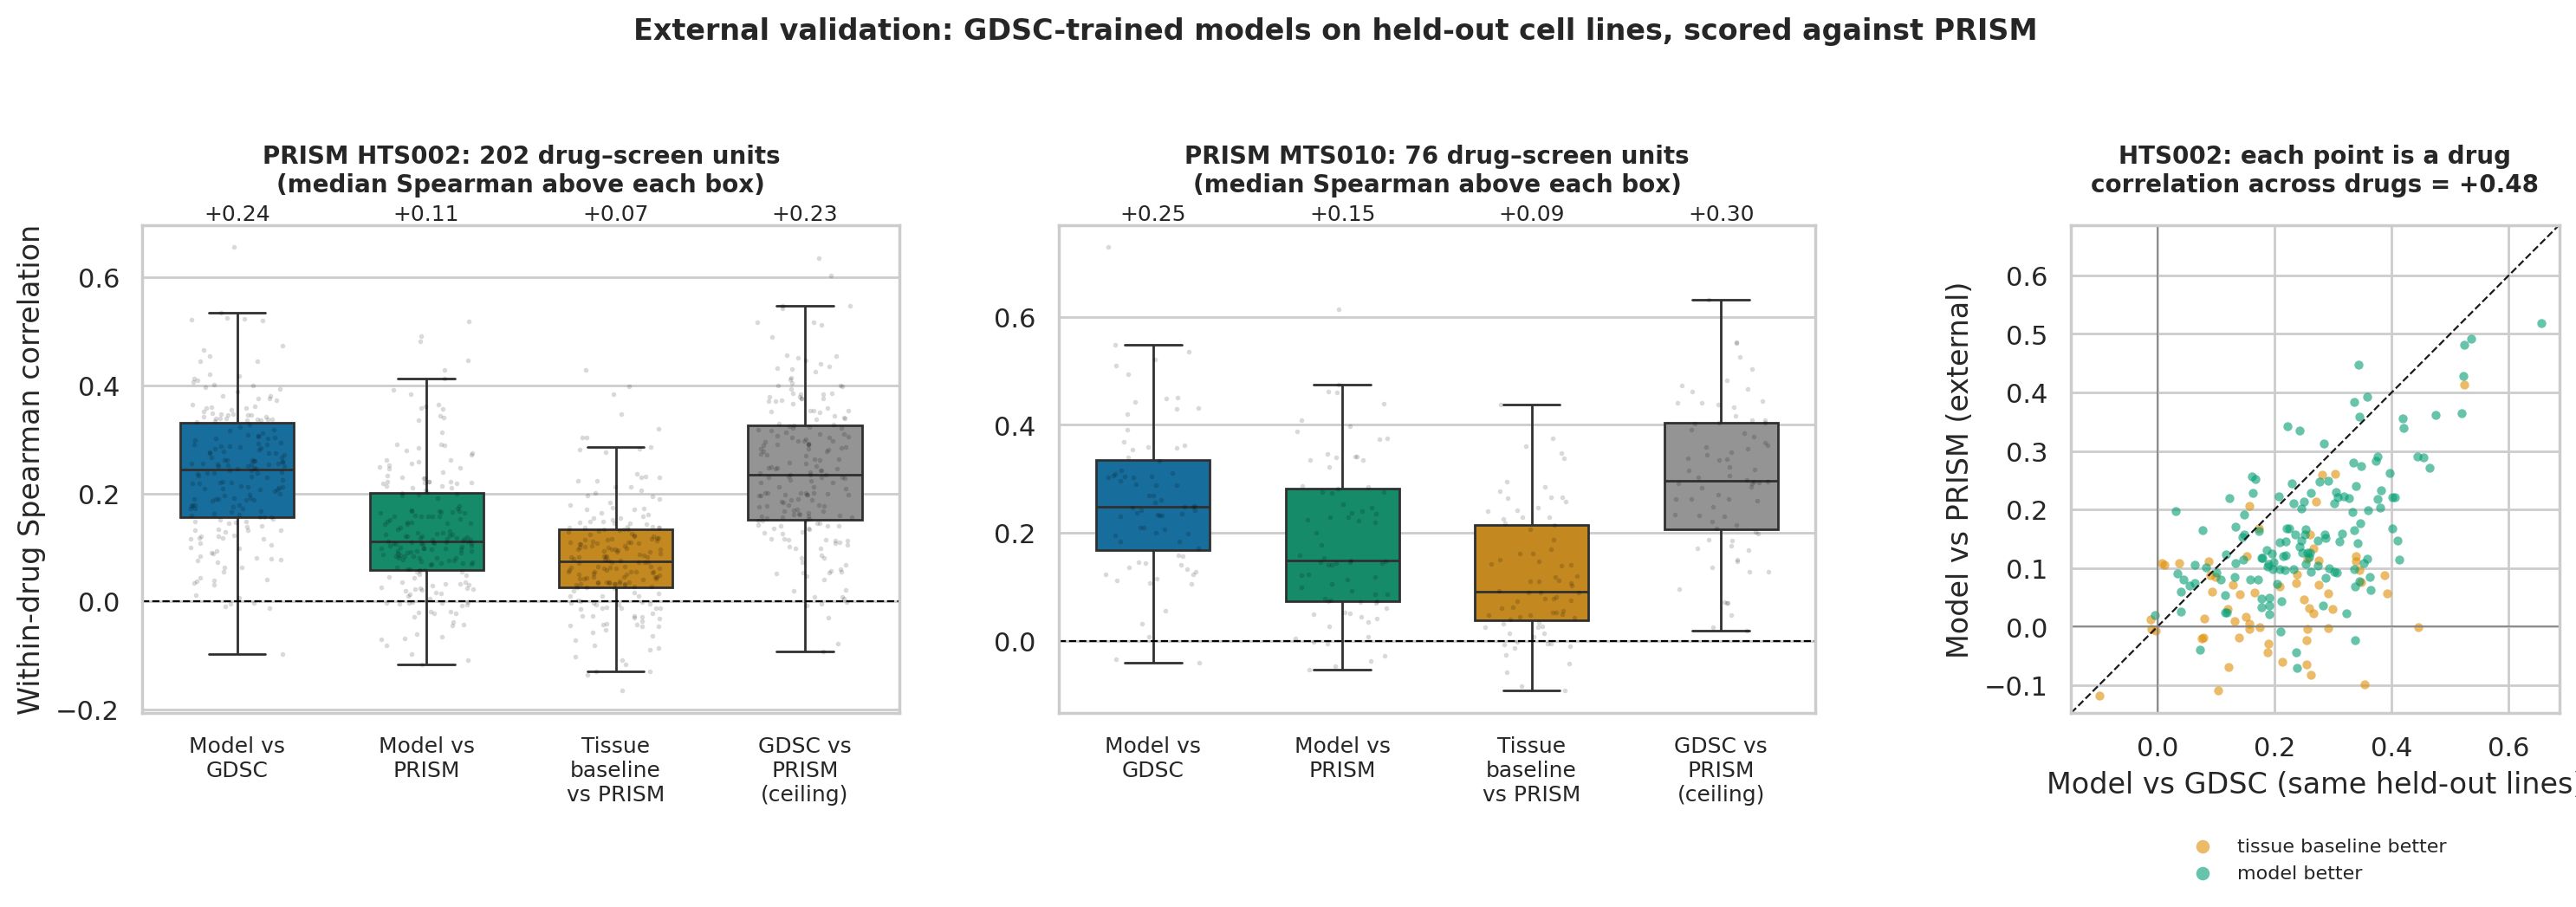 External validation: GDSC-trained models on held-out cell lines, scored against PRISM
PRISM HTS002: 202 drug–screen units
(median Spearman above each box)
+0.24
+0.11
+0.07
+0.23
Within-drug Spearman correlation
0.6
0.4
0.2
0.0
−0.2
Model vs
GDSC
Model vs
PRISM
Tissue
baseline
vs PRISM
GDSC vs
PRISM
(ceiling)
PRISM MTS010: 76 drug–screen units
(median Spearman above each box)
+0.25
+0.15
+0.09
+0.30
0.6
0.4
0.2
0.0
Model vs
GDSC
Model vs
PRISM
Tissue
baseline
vs PRISM
GDSC vs
PRISM
(ceiling)
HTS002: each point is a drug
correlation across drugs = +0.48
Model vs PRISM (external)
0.6
0.5
0.4
0.3
0.2
0.1
0.0
−0.1
0.0
0.2
0.4
0.6
Model vs GDSC (same held-out lines)
tissue baseline better
model better